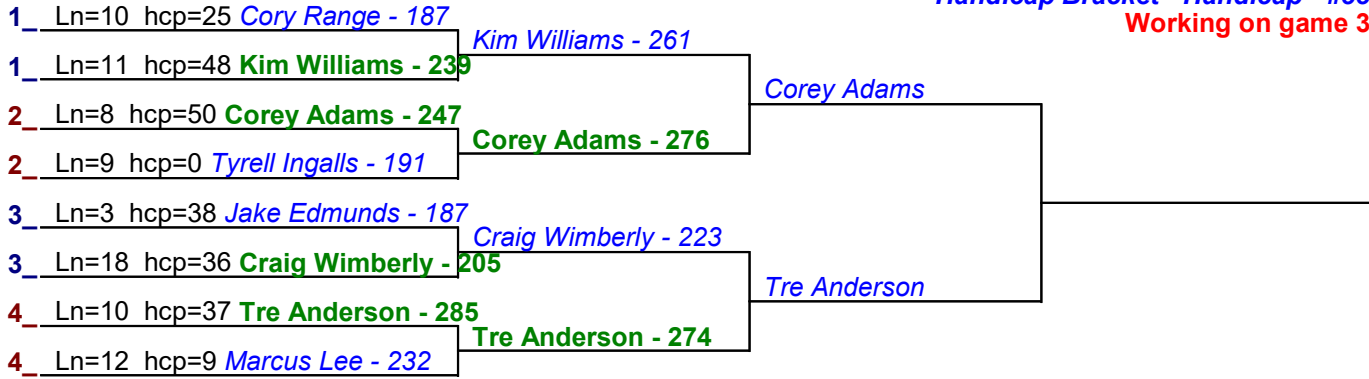 1_ Ln=10 hcp=25 Cory Range - 187
Working on game 3
Kim Williams - 261
1_ Ln=11 hcp=48 Kim Williams - 239
Corey Adams
2_ Ln=8 hcp=50 Corey Adams - 247
Corey Adams - 276
2_ Ln=9 hcp=0 Tyrell Ingalls - 191
3_ Ln=3 hcp=38 Jake Edmunds - 187
Craig Wimberly - 223
3_ Ln=18 hcp=36 Craig Wimberly - 205
Tre Anderson
4_ Ln=10 hcp=37 Tre Anderson - 285
Tre Anderson - 274
4_ Ln=12 hcp=9 Marcus Lee - 232